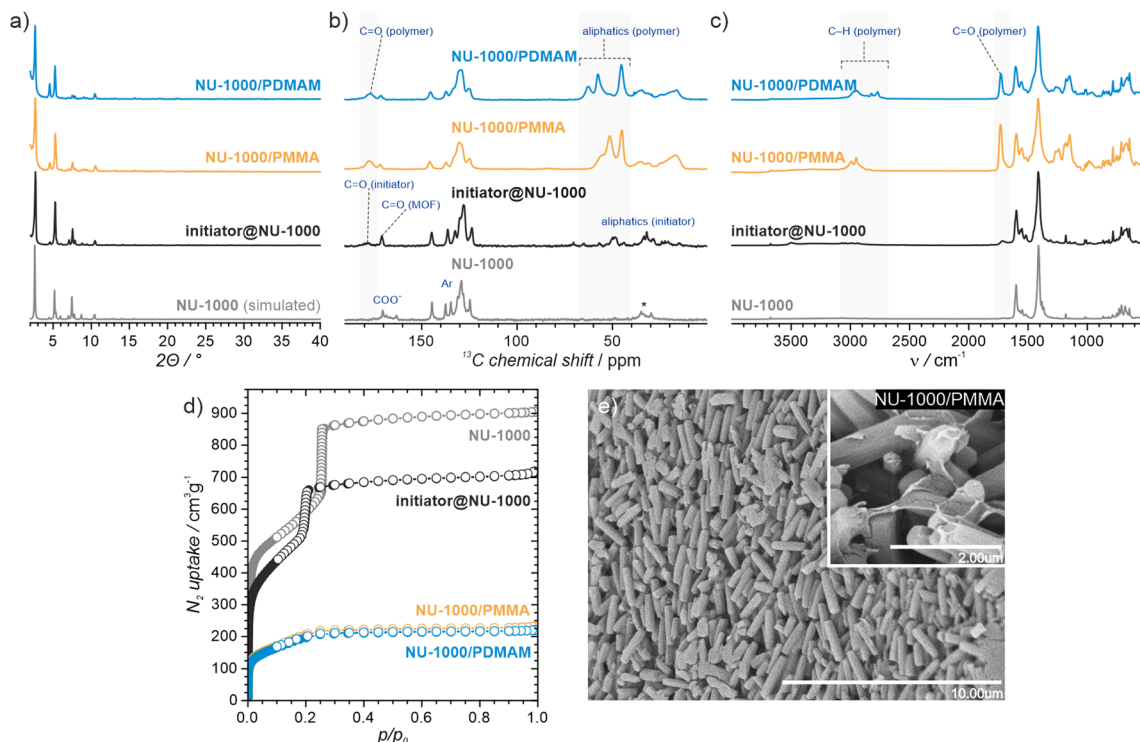 a)
NU-1000/PDMAM
NU-1000/PMMA
initiator@NU-1000
NU-1000 (simulated)
0 5 10 15 20 25 30 35 40
2Θ / °
b)
C=O (polymer)
aliphatics (polymer)
NU-1000/PDMAM
NU-1000/PMMA
C=O (initiator)
initiator@NU-1000
C=O (MOF)
aliphatics (initiator)
NU-1000
Ar
COO⁻
*
150 100 50
¹³C chemical shift / ppm
c)
C–H (polymer)
C=O (polymer)
NU-1000/PDMAM
NU-1000/PMMA
initiator@NU-1000
NU-1000
3500 3000 2500 2000 1500 1000
ν / cm⁻¹
d)
900
800
700
600
500
400
300
200
100
0
N₂ uptake / cm³g⁻¹
NU-1000
initiator@NU-1000
NU-1000/PMMA
NU-1000/PDMAM
0.0 0.2 0.4 0.6 0.8 1.0
p/p₀
e)
NU-1000/PMMA
2.00um
10.00um